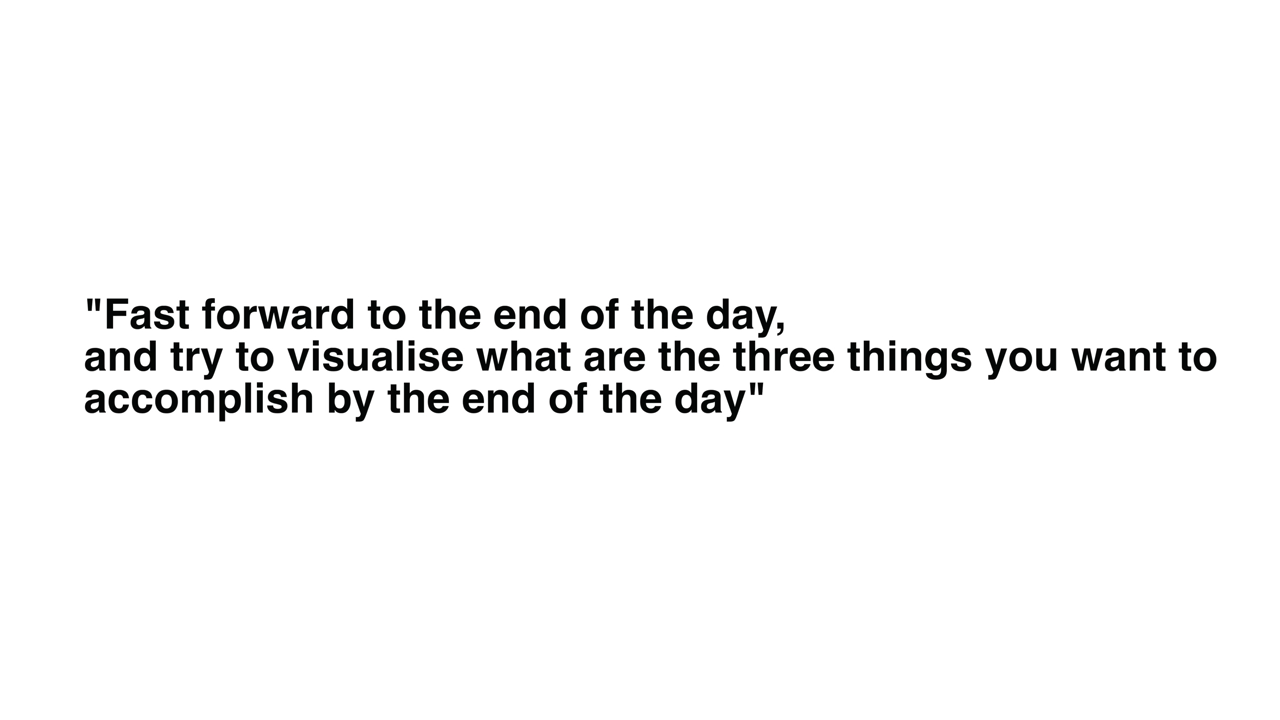 "Fast forward to the end of the day,
and try to visualise what are the three things you want to
accomplish by the end of the day"